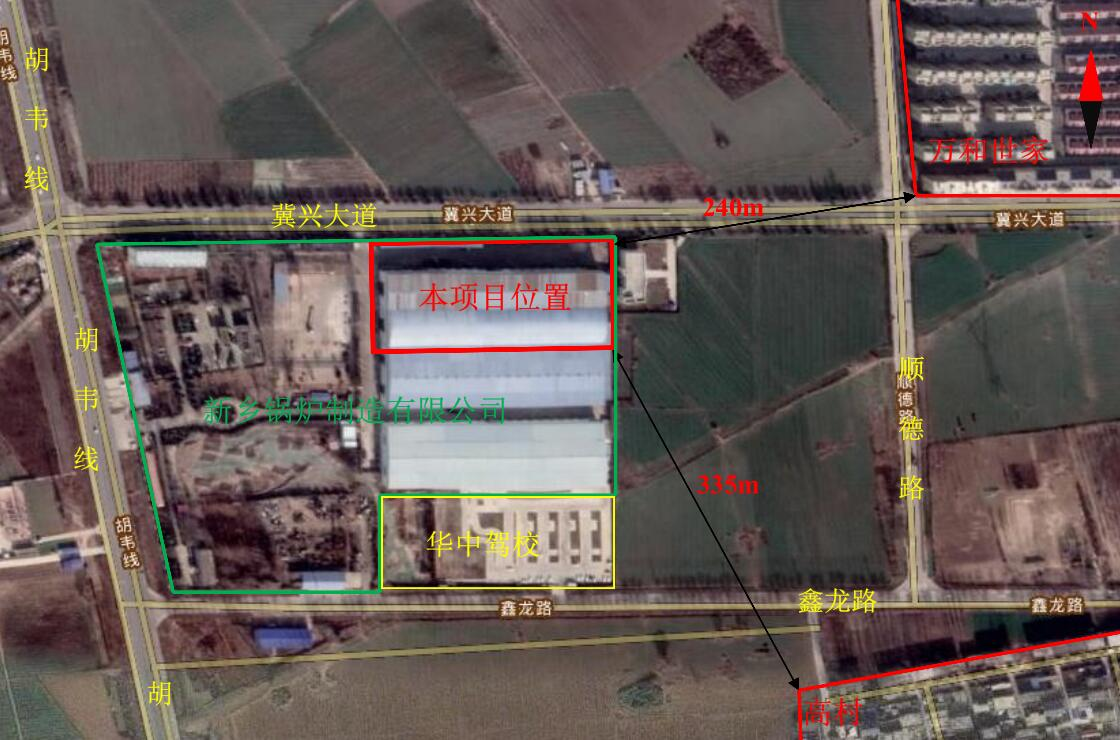 胡韦线
胡
韦
线
N
万和世家
240m
冀兴大道
冀兴大道
冀兴大道
本项目位置
胡
韦
线
新乡锅炉制造有限公司
顺
德
路
顺德路
335m
胡韦线
华中驾校
鑫龙路
鑫龙路
鑫龙路
胡
高村